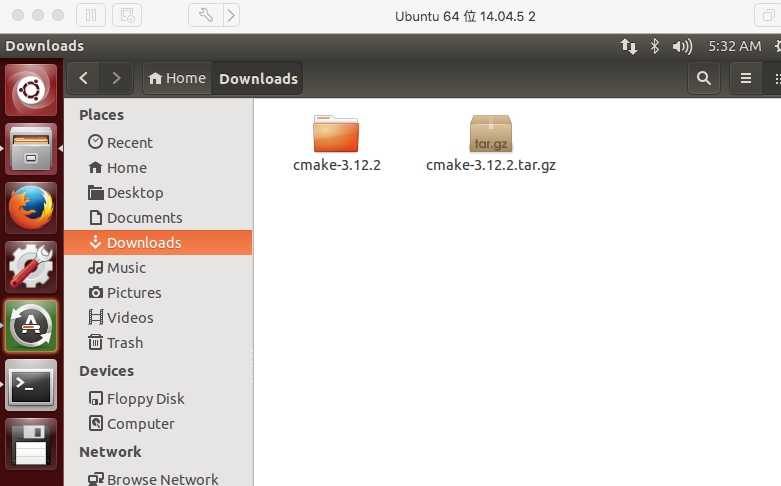 Ubuntu 64 位 14.04.5 2
Downloads
5:32 AM
Home
Downloads
Places
Recent
Home
Desktop
Documents
Downloads
Music
Pictures
Videos
Trash
Devices
Floppy Disk
Computer
Network
Browse Network
cmake-3.12.2
tar.gz
cmake-3.12.2.tar.gz
A
>_